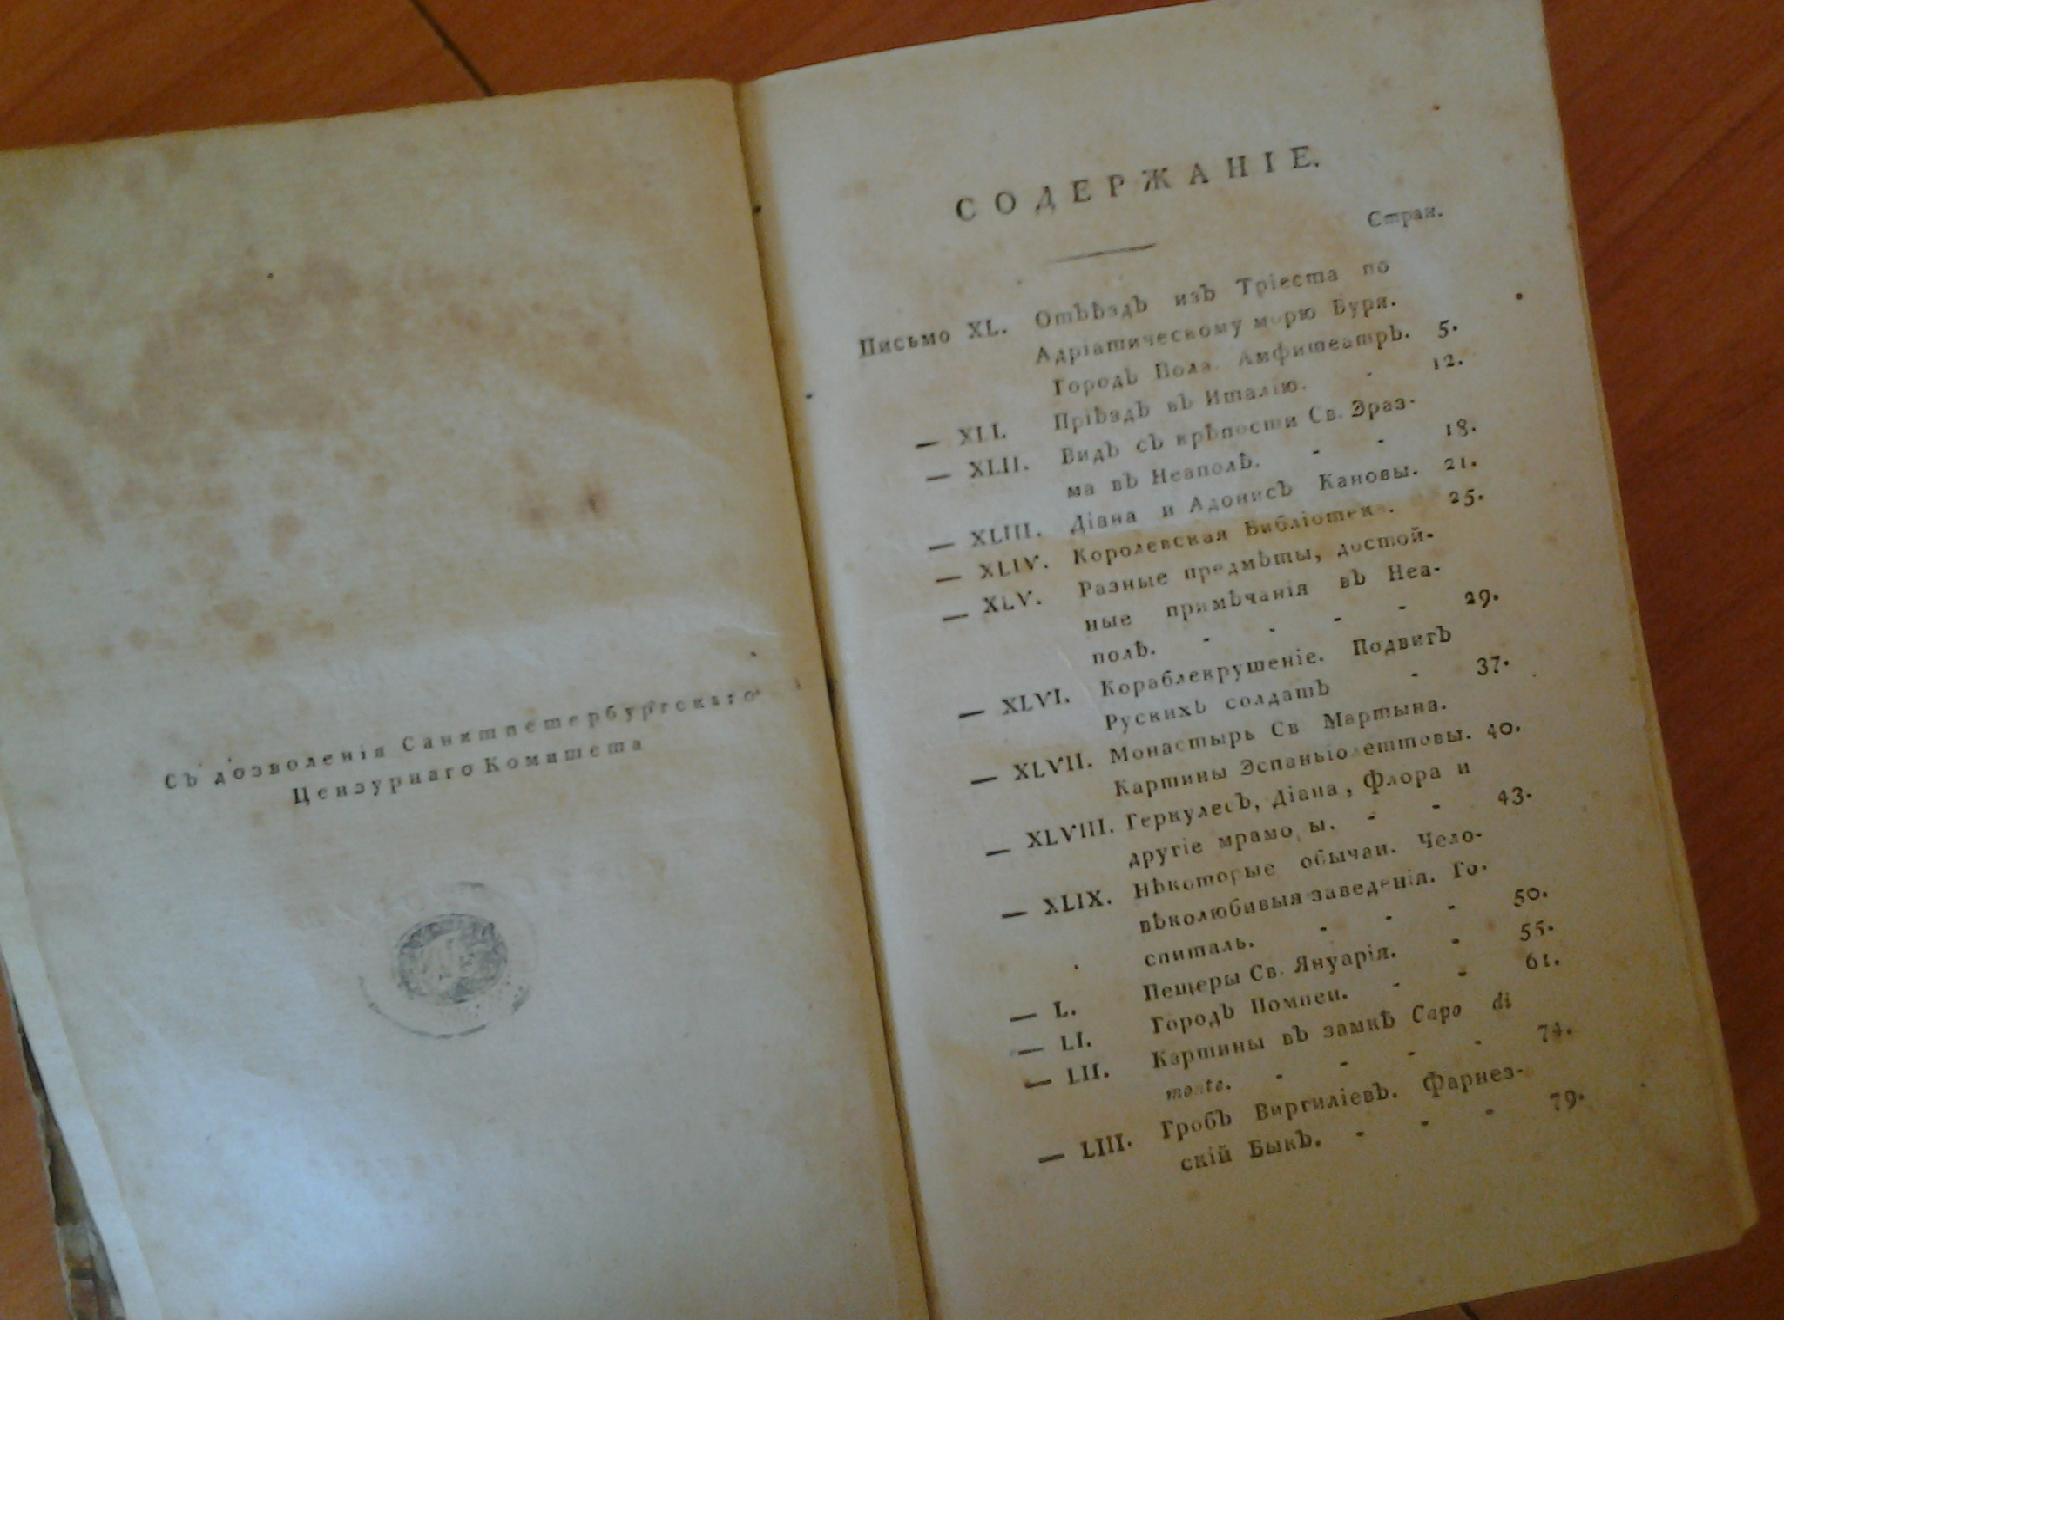 Съ дозволенія Санктпетербургскаго
Цензурнаго Комитета
СОДЕРЖАНІЕ.
Стран.
Письмо XL. Отъѣздъ изъ Тріеста по
Адріатическому морю Буря.
Городъ Пола. Амфитеатръ. 5.
— XLI. Пріѣздъ въ Италію. - 12.
— XLII. Видъ съ крѣпости Св. Эраз-
ма въ Неаполѣ. - - 18.
— XLIII. Діана и Адонисъ Кановы. 21.
— XLIV. Королевская Библіотека. 25.
— XLV. Разные предмѣты, достой-
ные примѣчанія въ Неа-
полѣ. - - - - 29.
— XLVI. Кораблекрушеніе. Подвигъ
Рускихъ солдатъ - 37.
— XLVII. Монастырь Св Мартына.
Картины Эспаньіолеттовы. 40.
— XLVIII. Геркулесъ, Діана, Флора и
другіе мраморы. - - 43.
— XLIX. Нѣкоторые обычаи. Чело-
вѣколюбивыя заведенія. Го-
спиталь. - - - 50.
— L. Пещеры Св. Януарія. - 55.
— LI. Городъ Помпеи. - - 61.
— LII. Картины въ замкѣ Capo di
monte. - - - - 74.
— LIII. Гробъ Виргиліевъ. Фарнез-
скій Быкъ. - - - 79.